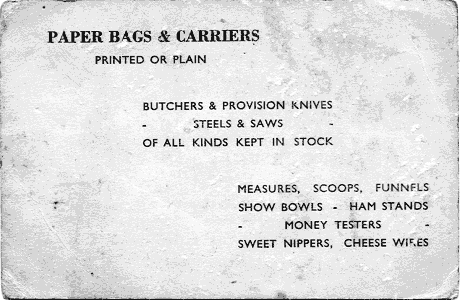 PAPER BAGS & CARRIERS
PRINTED OR PLAIN
BUTCHERS & PROVISION KNIVES
- STEELS & SAWS -
OF ALL KINDS KEPT IN STOCK
MEASURES, SCOOPS, FUNNELS
SHOW BOWLS - HAM STANDS
- MONEY TESTERS -
SWEET NIPPERS, CHEESE WIRES